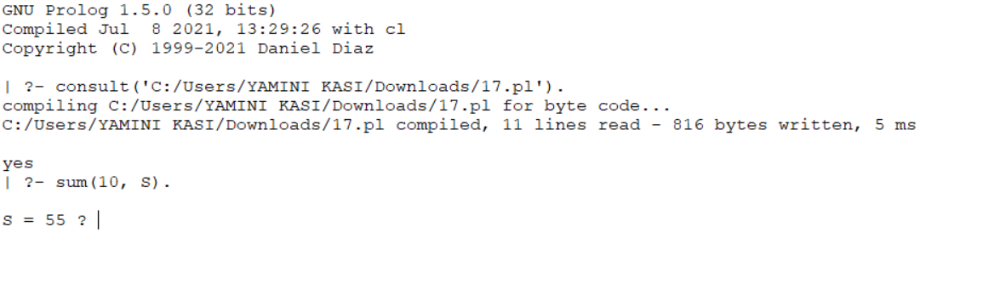 GNU Prolog 1.5.0 (32 bits)
Compiled Jul  8 2021, 13:29:26 with cl
Copyright (C) 1999-2021 Daniel Diaz
| ?- consult('C:/Users/YAMINI KASI/Downloads/17.pl').
compiling C:/Users/YAMINI KASI/Downloads/17.pl for byte code...
C:/Users/YAMINI KASI/Downloads/17.pl compiled, 11 lines read - 816 bytes written, 5 ms
yes
| ?- sum(10, S).
S = 55 ?